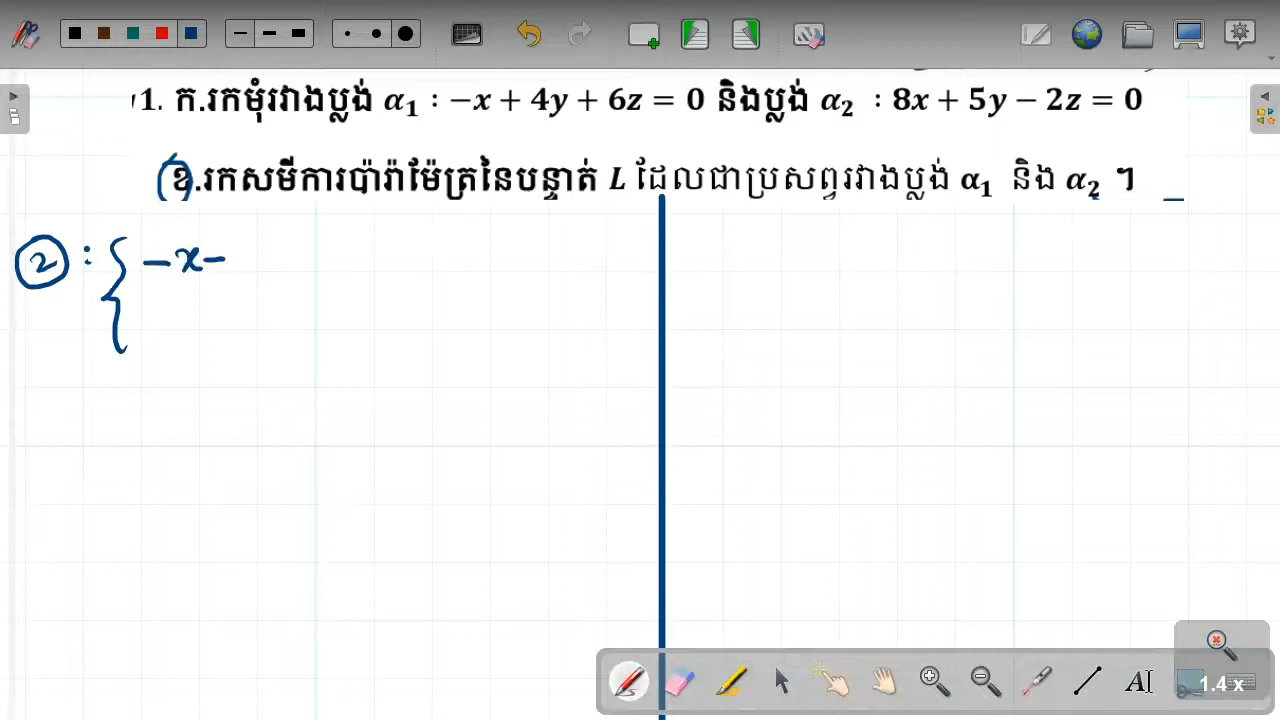 1. ក.រកមុំរវាងប្លង់ α₁ : −x + 4y + 6z = 0 និងប្លង់ α₂ : 8x + 5y − 2z = 0
ខ.រកសមីការប៉ារ៉ាម៉ែត្រនៃបន្ទាត់ L ដែលជាប្រសព្វរវាងប្លង់ α₁ និង α₂ ។
2 : { −x−
1.4 x